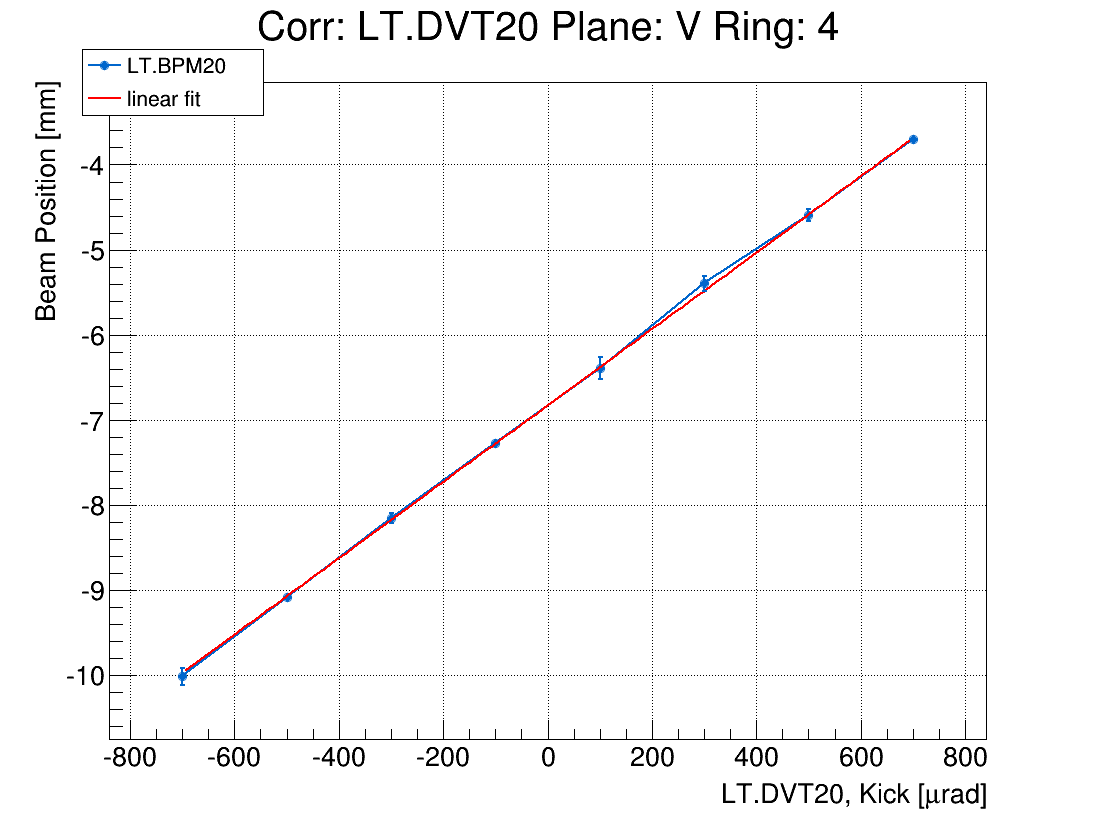 Corr: LT.DVT20 Plane: V Ring: 4
LT.BPM20
linear fit
Beam Position [mm]
-4
-5
-6
-7
-8
-9
-10
-800 -600 -400 -200 0 200 400 600 800
LT.DVT20, Kick [μrad]